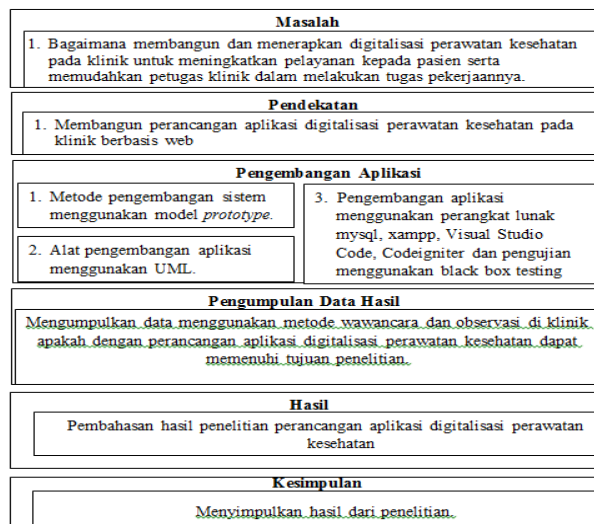 Masalah
1. Bagaimana membangun dan menerapkan digitalisasi perawatan kesehatan
pada klinik untuk meningkatkan pelayanan kepada pasien serta
memudahkan petugas klinik dalam melakukan tugas pekerjaannya.
Pendekatan
1. Membangun perancangan aplikasi digitalisasi perawatan kesehatan pada
klinik berbasis web
Pengembangan Aplikasi
1. Metode pengembangan sistem
menggunakan model prototype.
2. Alat pengembangan aplikasi
menggunakan UML.
3. Pengembangan aplikasi
menggunakan perangkat lunak
mysql, xampp, Visual Studio
Code, Codeigniter dan pengujian
menggunakan black box testing
Pengumpulan Data Hasil
Mengumpulkan data menggunakan metode wawancara dan observasi di klinik
apakah dengan perancangan aplikasi digitalisasi perawatan kesehatan dapat
memenuhi tujuan penelitian.
Hasil
Pembahasan hasil penelitian perancangan aplikasi digitalisasi perawatan
kesehatan
Kesimpulan
Menyimpulkan hasil dari penelitian.